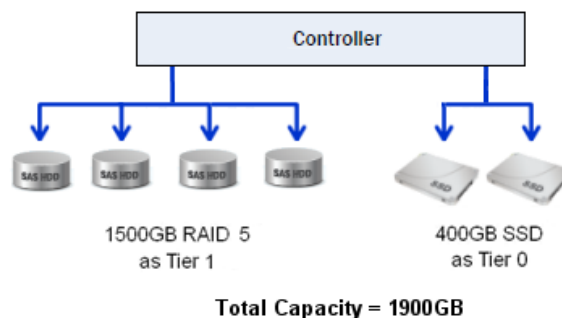 Controller
SAS HDD SAS HDD SAS HDD SAS HDD
SSD SSD
1500GB RAID 5
as Tier 1
400GB SSD
as Tier 0
Total Capacity = 1900GB